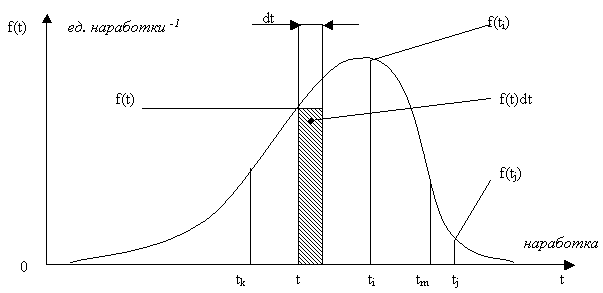 f(t)
ед. наработки -1
dt
f(ti)
f(t)
f(t)dt
f(tj)
наработка
0
tk
t
ti
tm
tj
t